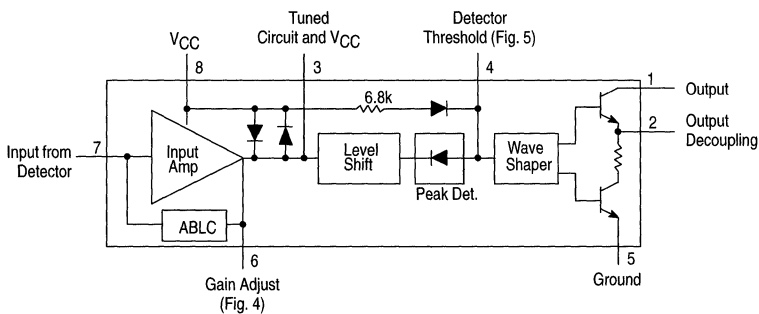 Tuned
Circuit and VCC
Detector
Threshold (Fig. 5)
VCC
8
3
4
1
Output
6.8k
2
Output
Decoupling
7
Input from
Detector
Input
Amp
Level
Shift
Wave
Shaper
Peak Det.
ABLC
6
5
Gain Adjust
(Fig. 4)
Ground